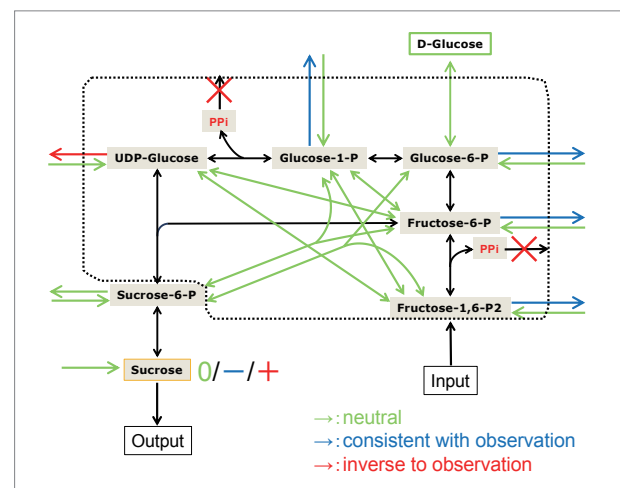 D-Glucose
PPi
UDP-Glucose
Glucose-1-P
Glucose-6-P
Fructose-6-P
PPi
Sucrose-6-P
Fructose-1,6-P2
Sucrose
0/−/+
Input
Output
→: neutral
→: consistent with observation
→: inverse to observation